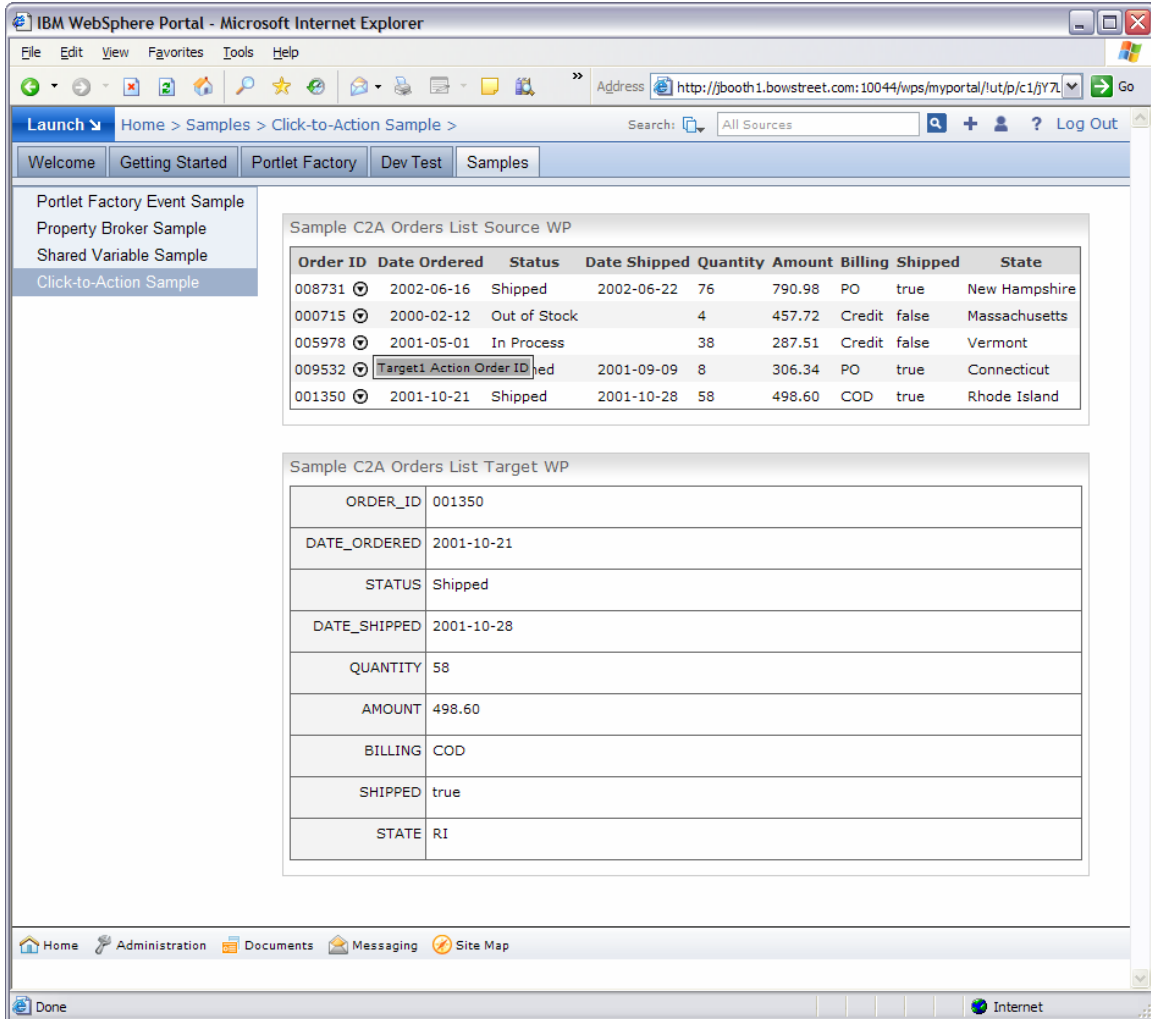 IBM WebSphere Portal - Microsoft Internet Explorer
File Edit View Favorites Tools Help
» Address http://jbooth1.bowstreet.com:10044/wps/myportal/!ut/p/c1/jY7L Go
Launch Home > Samples > Click-to-Action Sample > Search: All Sources + ? Log Out
Welcome Getting Started Portlet Factory Dev Test Samples
Portlet Factory Event Sample
Property Broker Sample
Shared Variable Sample
Click-to-Action Sample
Sample C2A Orders List Source WP
Order ID Date Ordered Status Date Shipped Quantity Amount Billing Shipped State
008731 2002-06-16 Shipped 2002-06-22 76 790.98 PO true New Hampshire
000715 2000-02-12 Out of Stock 4 457.72 Credit false Massachusetts
005978 2001-05-01 In Process 38 287.51 Credit false Vermont
009532 Target1 Action Order ID ped 2001-09-09 8 306.34 PO true Connecticut
001350 2001-10-21 Shipped 2001-10-28 58 498.60 COD true Rhode Island
Sample C2A Orders List Target WP
ORDER_ID 001350
DATE_ORDERED 2001-10-21
STATUS Shipped
DATE_SHIPPED 2001-10-28
QUANTITY 58
AMOUNT 498.60
BILLING COD
SHIPPED true
STATE RI
Home Administration Documents Messaging Site Map
Done Internet